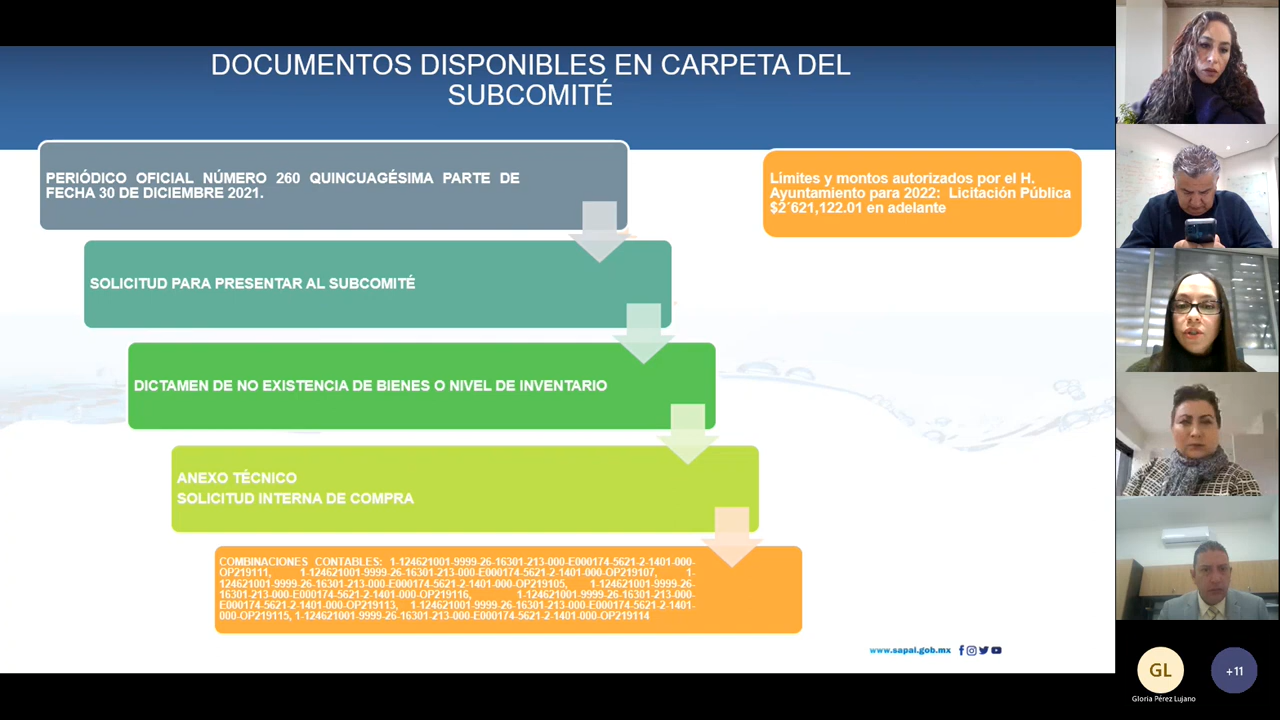 DOCUMENTOS DISPONIBLES EN CARPETA DEL
SUBCOMITÉ
PERIÓDICO OFICIAL NÚMERO 260 QUINCUAGÉSIMA PARTE DE
FECHA 30 DE DICIEMBRE 2021.
Límites y montos autorizados por el H.
Ayuntamiento para 2022: Licitación Pública
$2´621,122.01 en adelante
SOLICITUD PARA PRESENTAR AL SUBCOMITÉ
DICTAMEN DE NO EXISTENCIA DE BIENES O NIVEL DE INVENTARIO
ANEXO TÉCNICO
SOLICITUD INTERNA DE COMPRA
COMBINACIONES CONTABLES: 1-124621001-9999-26-16301-213-000-E000174-5621-2-1401-000-
OP219111, 1-124621001-9999-26-16301-213-000-E000174-5621-2-1401-000-OP219107, 1-
124621001-9999-26-16301-213-000-E000174-5621-2-1401-000-OP219105, 1-124621001-9999-26-
16301-213-000-E000174-5621-2-1401-000-OP219116, 1-124621001-9999-26-16301-213-000-
E000174-5621-2-1401-000-OP219113, 1-124621001-9999-26-16301-213-000-E000174-5621-2-1401-
000-OP219115, 1-124621001-9999-26-16301-213-000-E000174-5621-2-1401-000-OP219114
www.sapal.gob.mx
GL
+11
Gloria Pérez Lujano